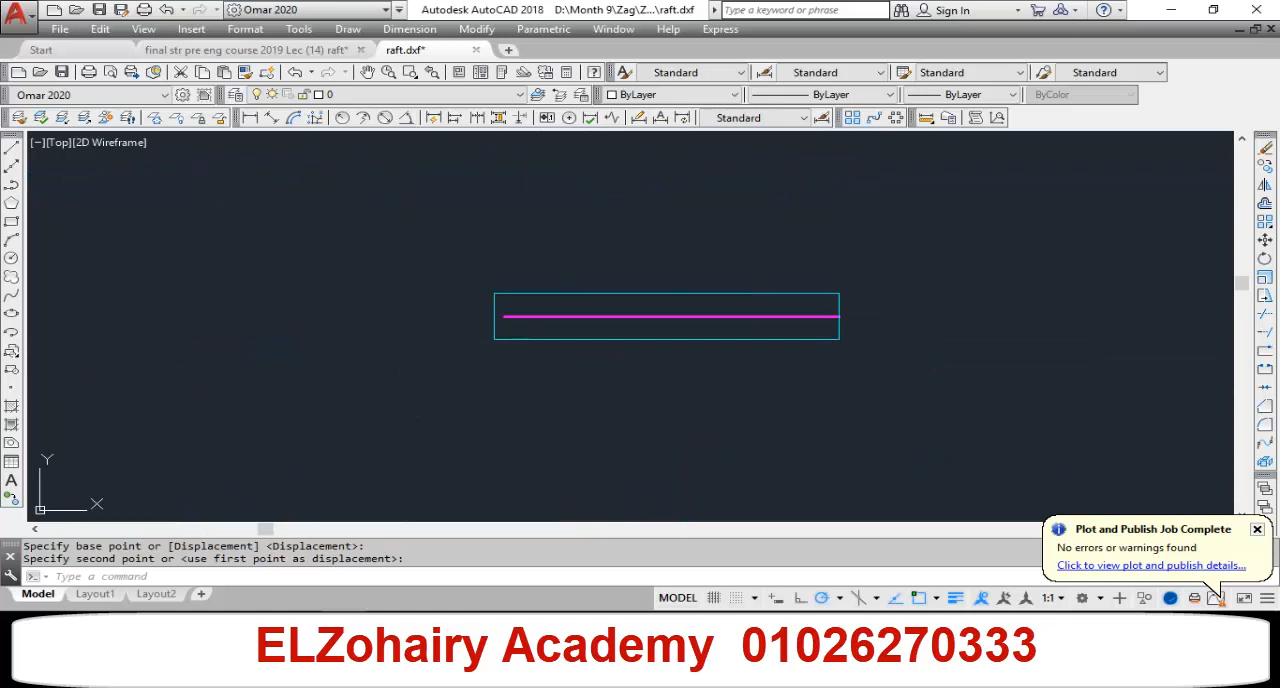 Omar 2020
Autodesk AutoCAD 2018 D:\Month 9\Zag\Z...\raft.dxf
Type a keyword or phrase
Sign In
File Edit View Insert Format Tools Draw Dimension Modify Parametric Window Help Express
Start final str pre eng course 2019 Lec (14) raft* raft.dxf*
Standard Standard Standard Standard
Omar 2020 0 ByLayer ByLayer ByLayer ByColor
Standard
[−][Top][2D Wireframe]
Y
X
Plot and Publish Job Complete
No errors or warnings found
Click to view plot and publish details...
Specify base point or [Displacement] <Displacement>:
Specify second point or <use first point as displacement>:
Type a command
Model Layout1 Layout2 +
MODEL 1:1
ELZohairy Academy 01026270333